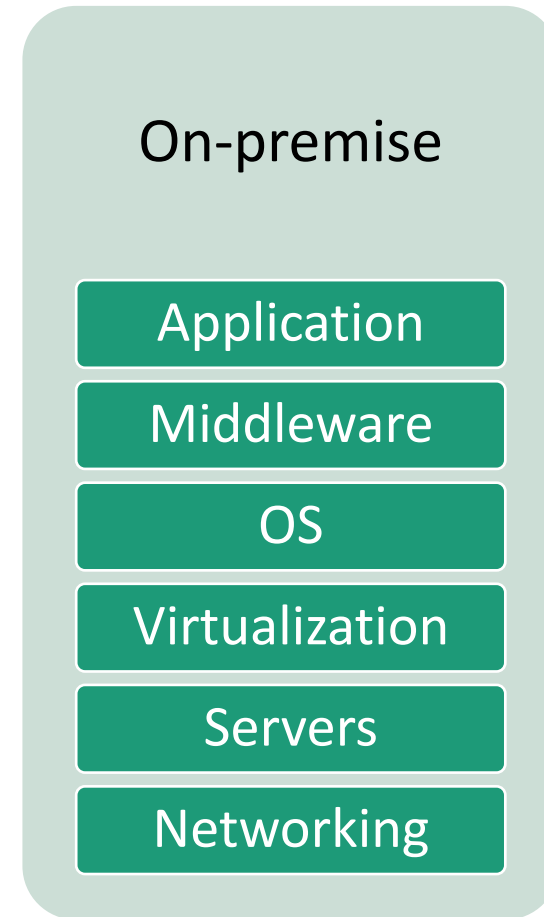 On-premise
Application
Middleware
OS
Virtualization
Servers
Networking